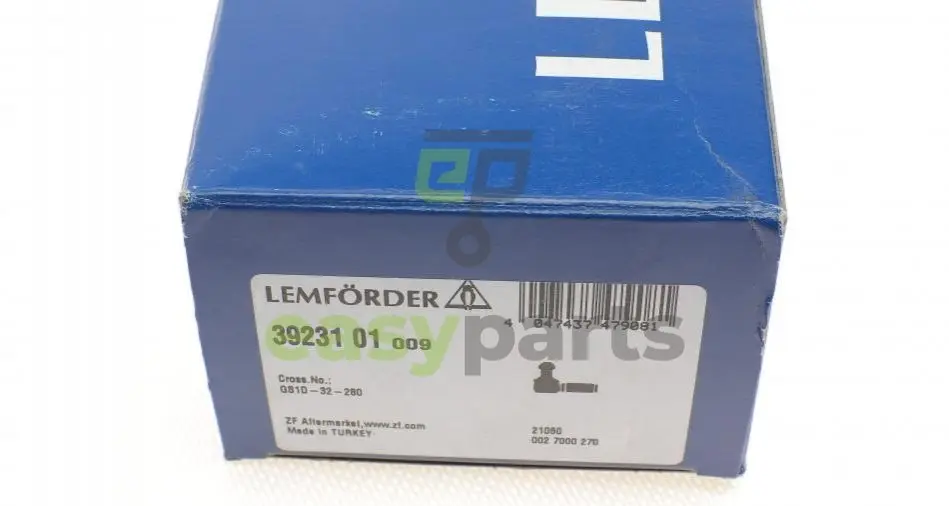 LEMFÖRDER
39231 01 009
4 047437 479081
Cross.No.:
GS1D-32-280
ZF Aftermarket,www.zf.com
Made in TURKEY
21080
002 7000 270
ep
easyparts